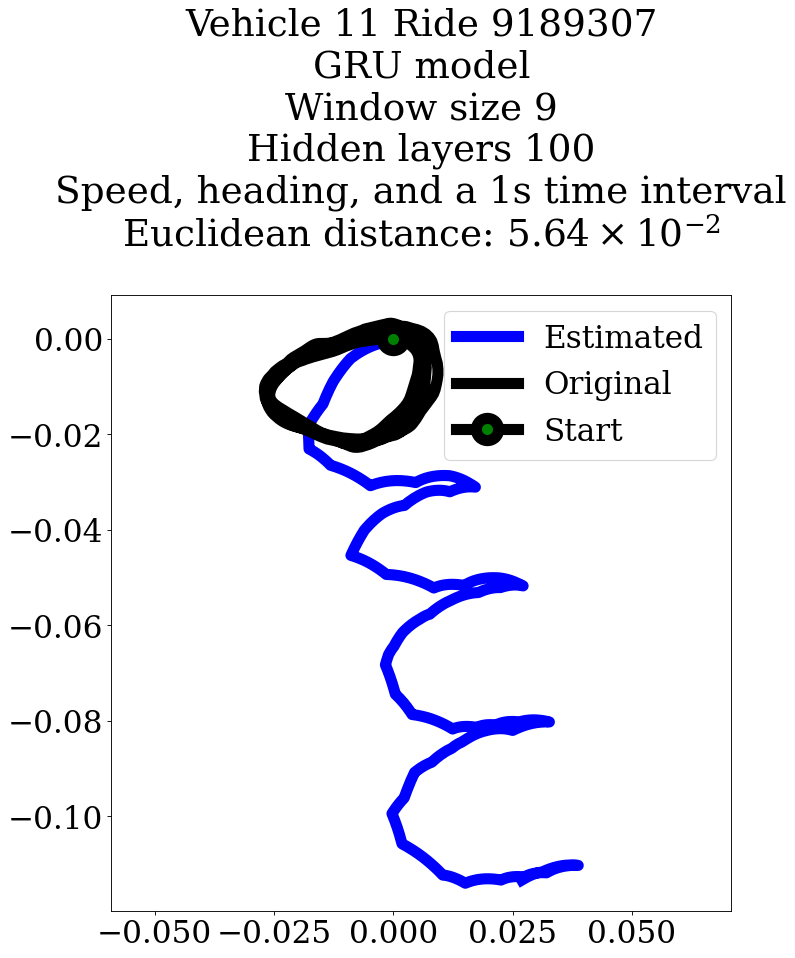 Vehicle 11 Ride 9189307
GRU model
Window size 9
Hidden layers 100
Speed, heading, and a 1s time interval
Euclidean distance: 5.64 × 10⁻²
Estimated
Original
Start
0.00
−0.02
−0.04
−0.06
−0.08
−0.10
−0.050 −0.025 0.000 0.025 0.050